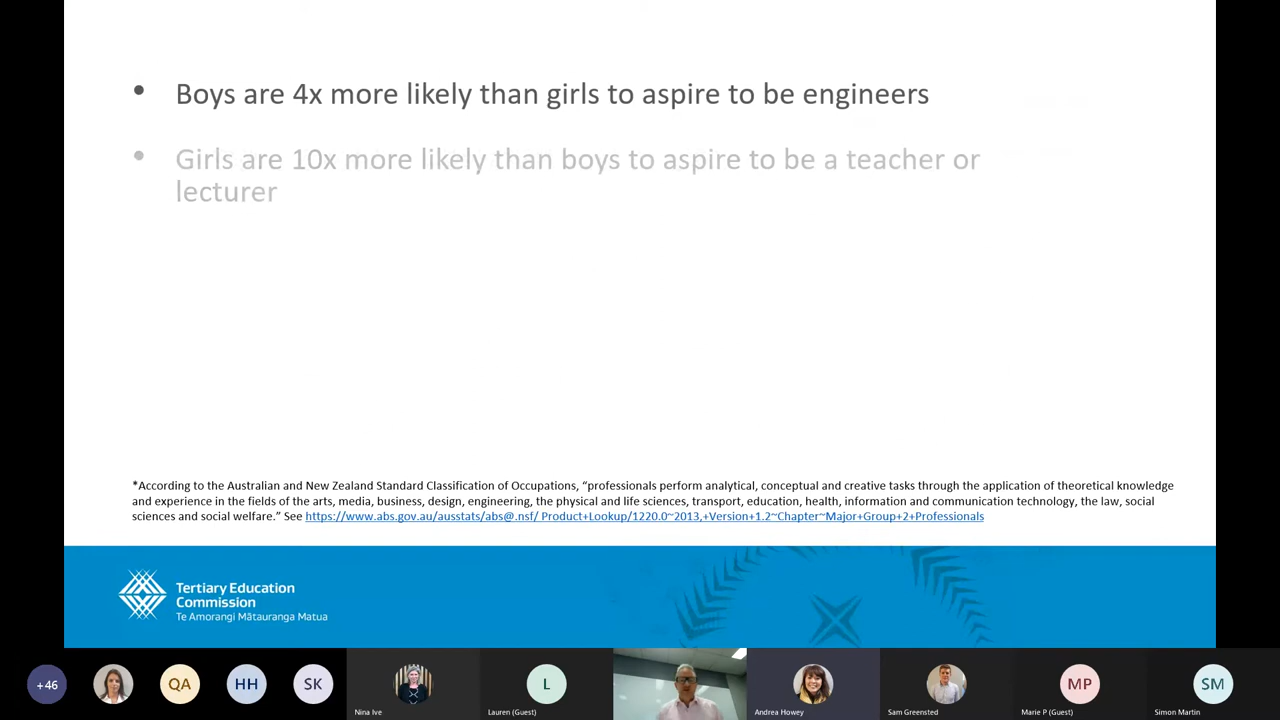 • Boys are 4x more likely than girls to aspire to be engineers
• Girls are 10x more likely than boys to aspire to be a teacher or
lecturer
*According to the Australian and New Zealand Standard Classification of Occupations, “professionals perform analytical, conceptual and creative tasks through the application of theoretical knowledge
and experience in the fields of the arts, media, business, design, engineering, the physical and life sciences, transport, education, health, information and communication technology, the law, social
sciences and social welfare.” See https://www.abs.gov.au/ausstats/abs@.nsf/ Product+Lookup/1220.0~2013,+Version+1.2~Chapter~Major+Group+2+Professionals
Tertiary Education
Commission
Te Amorangi Mātauranga Matua
+46
QA
HH
SK
Nina Ive
L
Lauren (Guest)
Andrea Howey
Sam Greensted
MP
Marie P (Guest)
SM
Simon Martin